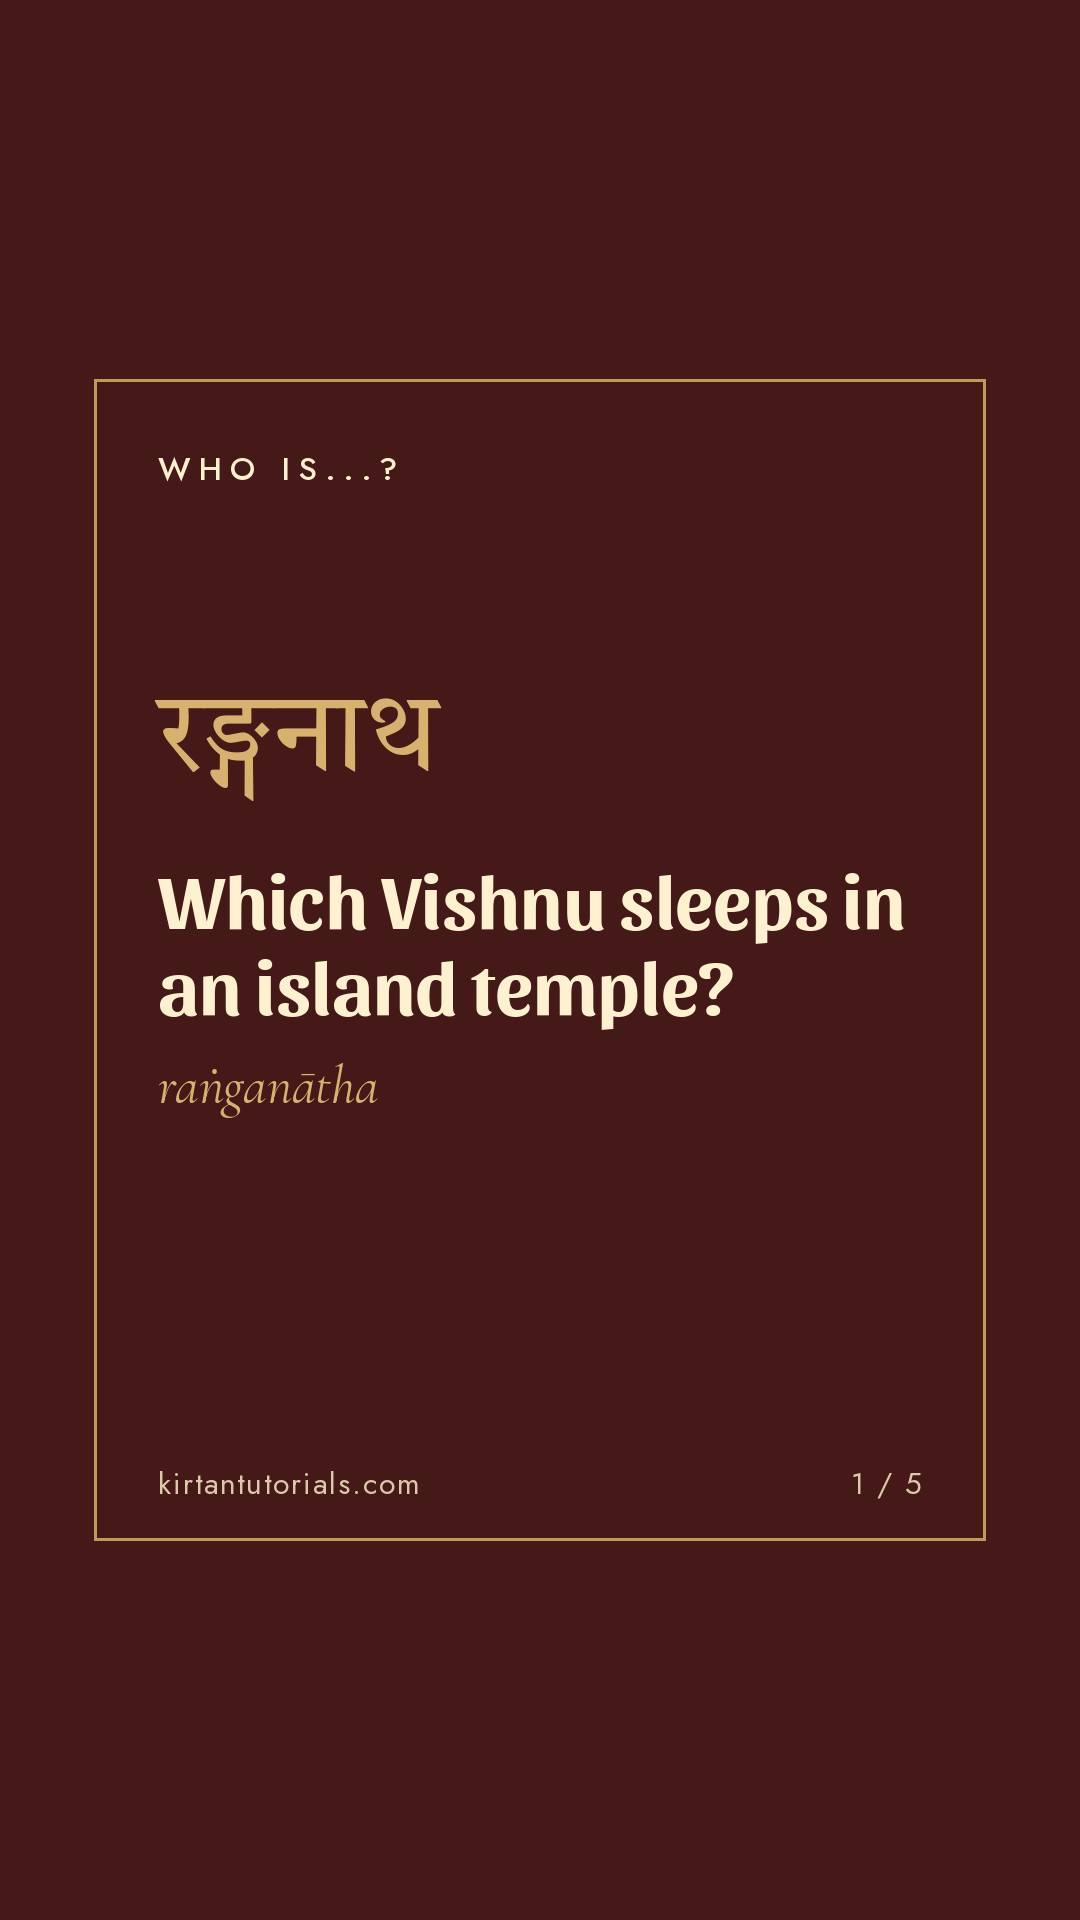 WHO IS...?
रङ्गनाथ
Which Vishnu sleeps in
an island temple?
raṅganātha
kirtantutorials.com
1 / 5